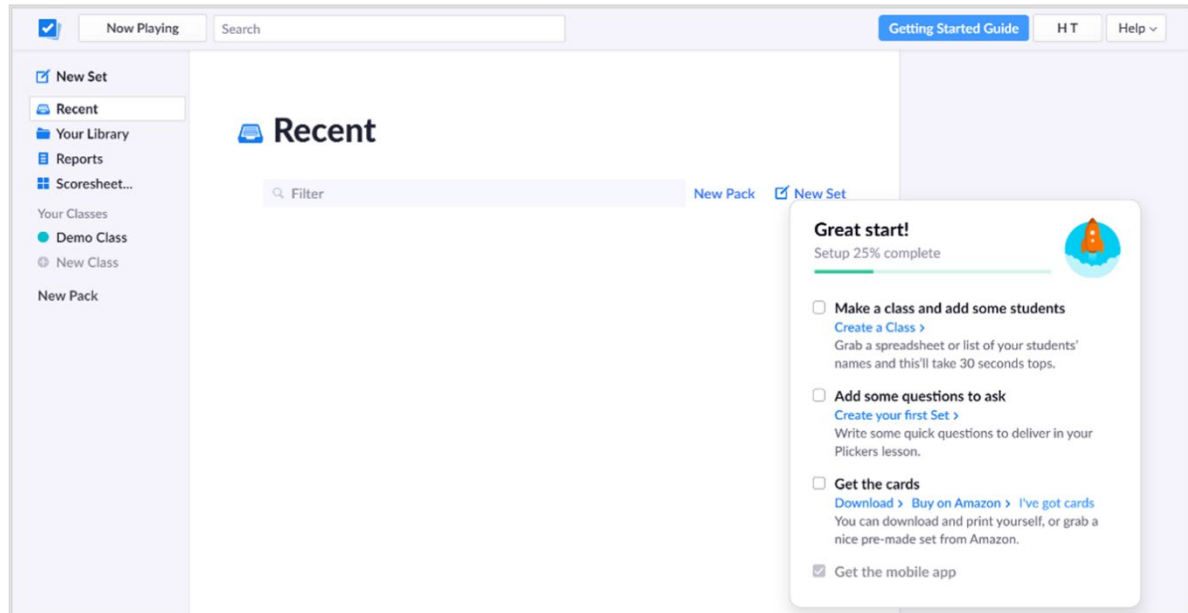 Now Playing
Search
Getting Started Guide
H T
Help
New Set
Recent
Your Library
Reports
Scoresheet...
Your Classes
Demo Class
New Class
New Pack
Recent
Filter
New Pack
New Set
Great start!
Setup 25% complete
Make a class and add some students
Create a Class >
Grab a spreadsheet or list of your students'
names and this'll take 30 seconds tops.
Add some questions to ask
Create your first Set >
Write some quick questions to deliver in your
Plickers lesson.
Get the cards
Download > Buy on Amazon > I've got cards
You can download and print yourself, or grab a
nice pre-made set from Amazon.
Get the mobile app